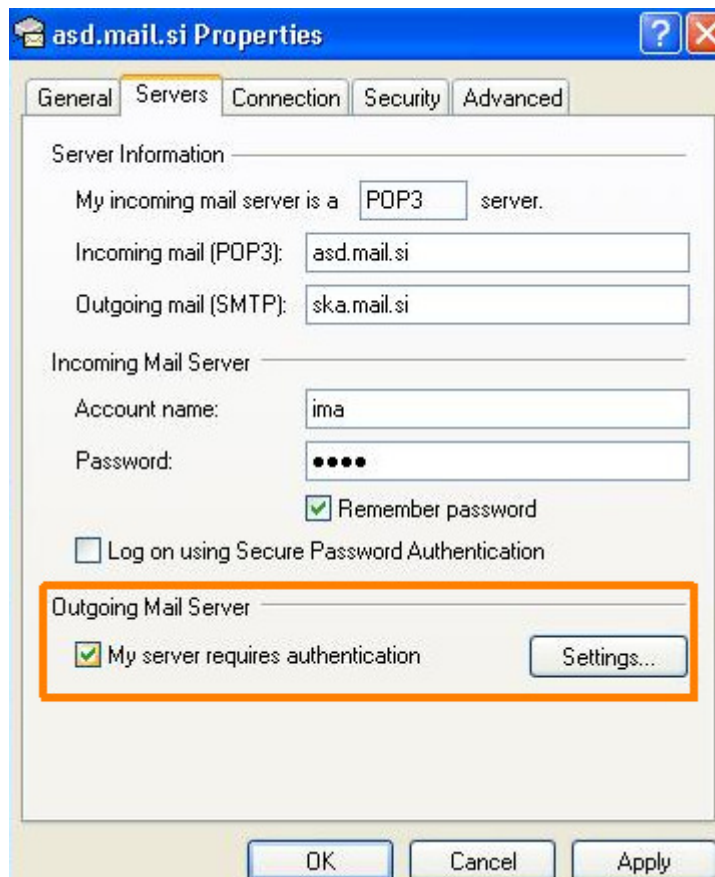 asd.mail.si Properties
General Servers Connection Security Advanced
Server Information
My incoming mail server is a POP3 server.
Incoming mail (POP3): asd.mail.si
Outgoing mail (SMTP): ska.mail.si
Incoming Mail Server
Account name: ima
Password: ●●●●
Remember password
Log on using Secure Password Authentication
Outgoing Mail Server
My server requires authentication Settings...
OK Cancel Apply